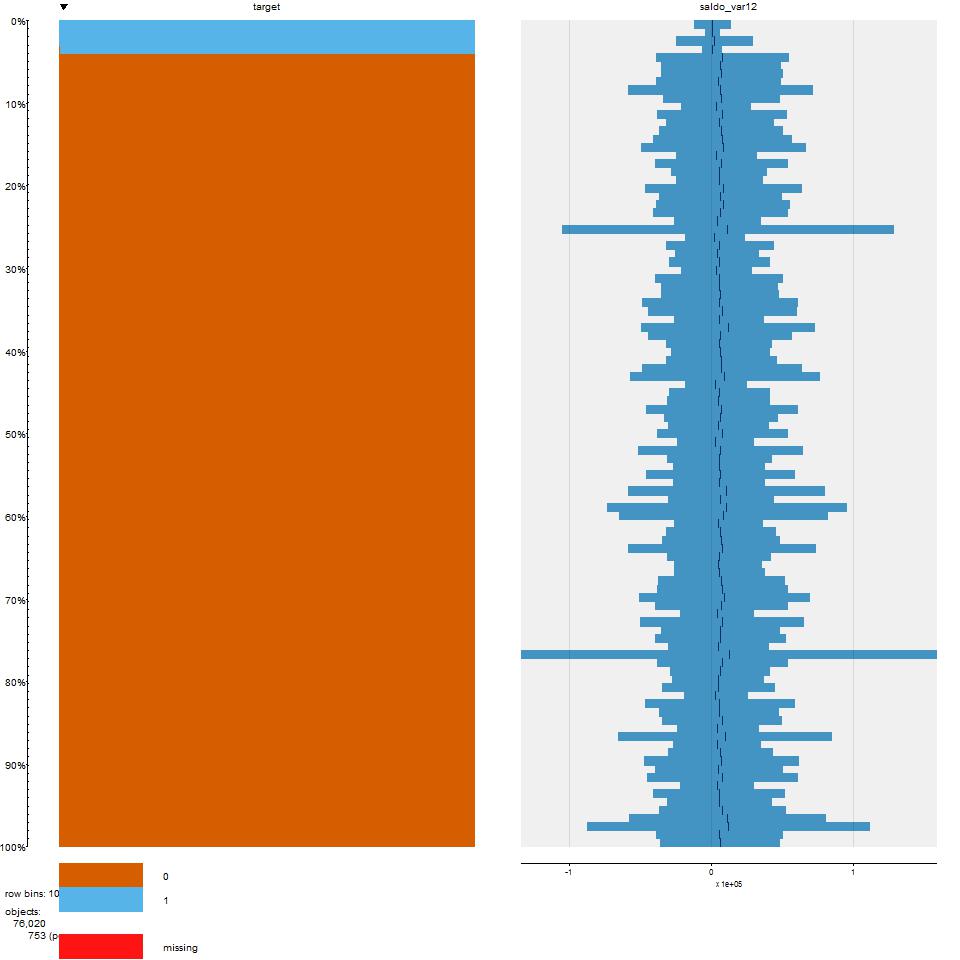 target
saldo_var12
0%
10%
20%
30%
40%
50%
60%
70%
80%
90%
100%
-1
0
1
x 1e+05
0
row bins: 10
1
objects:
76,020
753 (p
missing